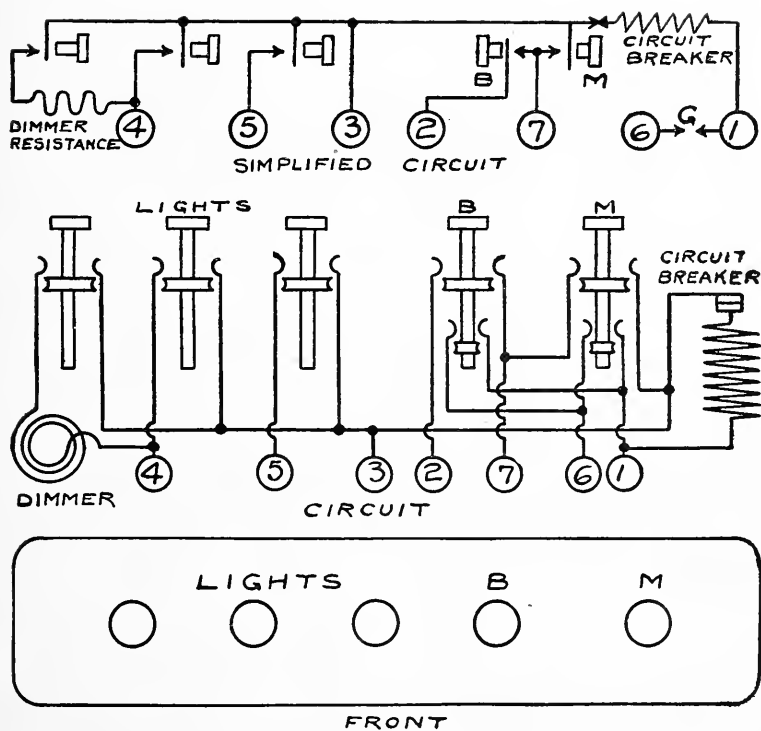 B M
CIRCUIT
BREAKER
DIMMER
RESISTANCE
4 5 3 2 7 6 G 1
SIMPLIFIED CIRCUIT
LIGHTS B M
CIRCUIT
BREAKER
4 5 3 2 7 6 1
DIMMER
CIRCUIT
LIGHTS B M
FRONT